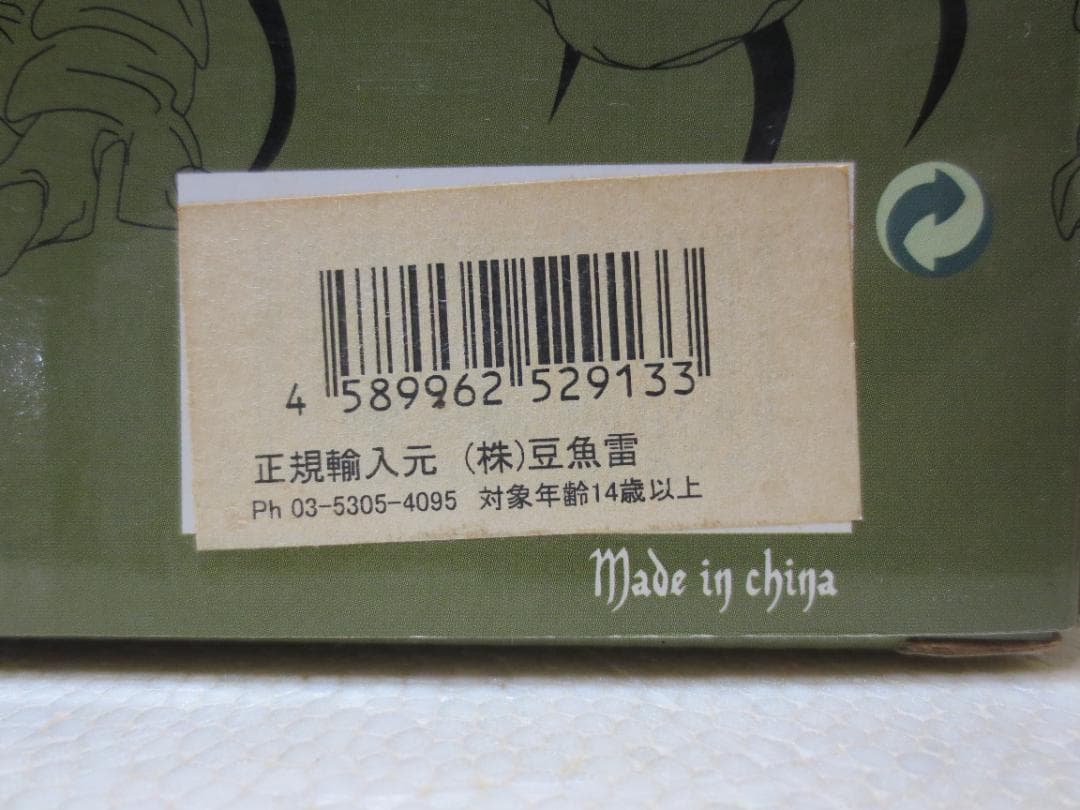 4 589962 529133
正規輸入元 (株)豆魚雷
Ph 03-5305-4095 対象年齢14歳以上
Made in china